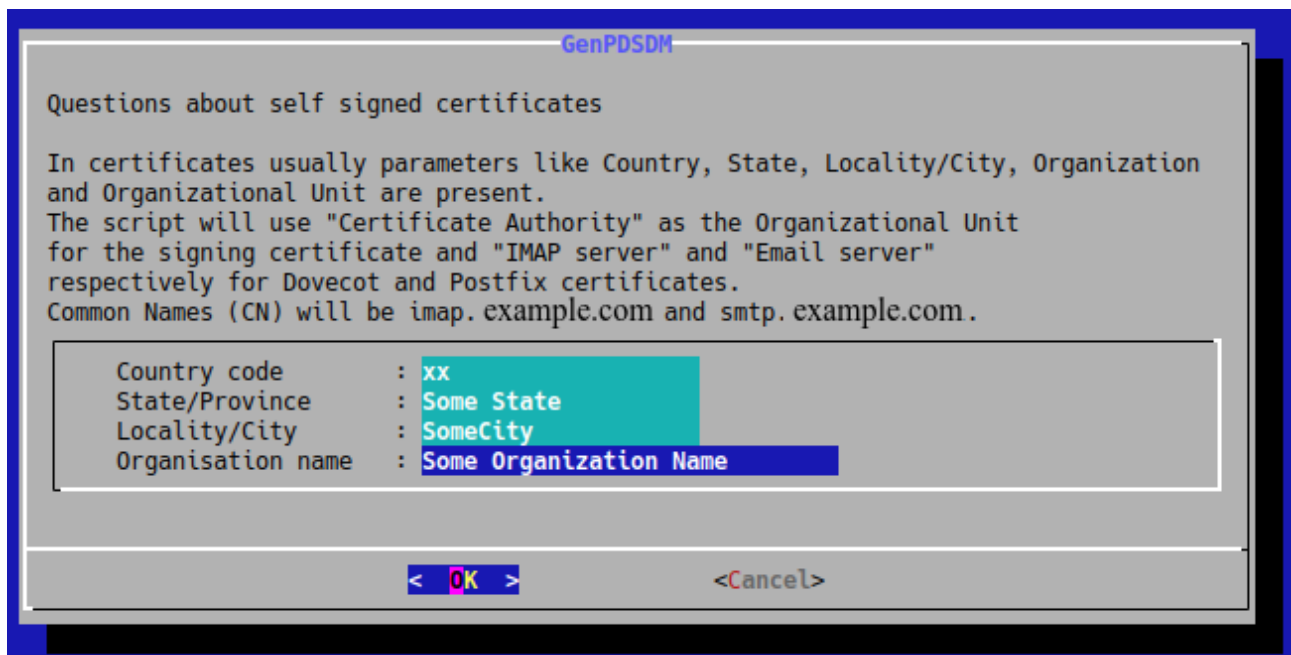 GenPDSDM
Questions about self signed certificates
In certificates usually parameters like Country, State, Locality/City, Organization
and Organizational Unit are present.
The script will use "Certificate Authority" as the Organizational Unit
for the signing certificate and "IMAP server" and "Email server"
respectively for Dovecot and Postfix certificates.
Common Names (CN) will be imap. example.com and smtp. example.com.
Country code : xx
State/Province : Some State
Locality/City : SomeCity
Organisation name : Some Organization Name
< OK > <Cancel>